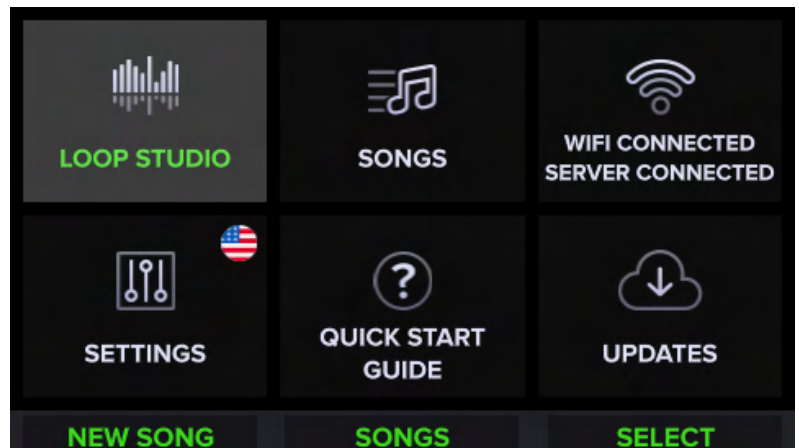 LOOP STUDIO
SONGS
WIFI CONNECTED
SERVER CONNECTED
SETTINGS
QUICK START
GUIDE
UPDATES
NEW SONG
SONGS
SELECT